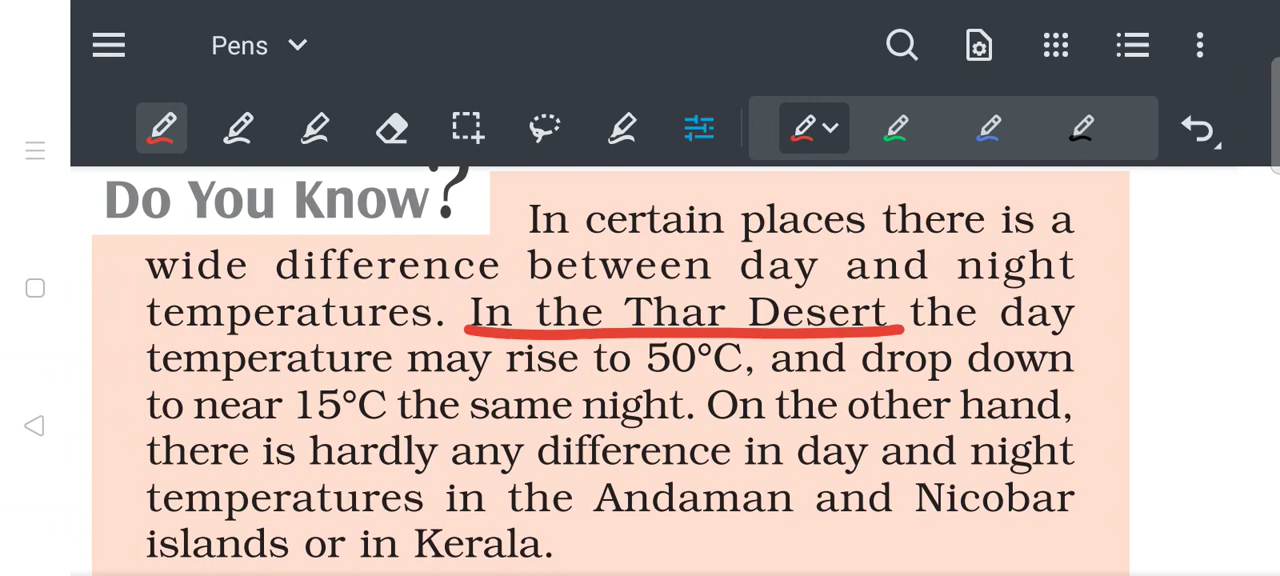 Pens
Do You Know?
In certain places there is a
wide difference between day and night
temperatures. In the Thar Desert the day
temperature may rise to 50°C, and drop down
to near 15°C the same night. On the other hand,
there is hardly any difference in day and night
temperatures in the Andaman and Nicobar
islands or in Kerala.